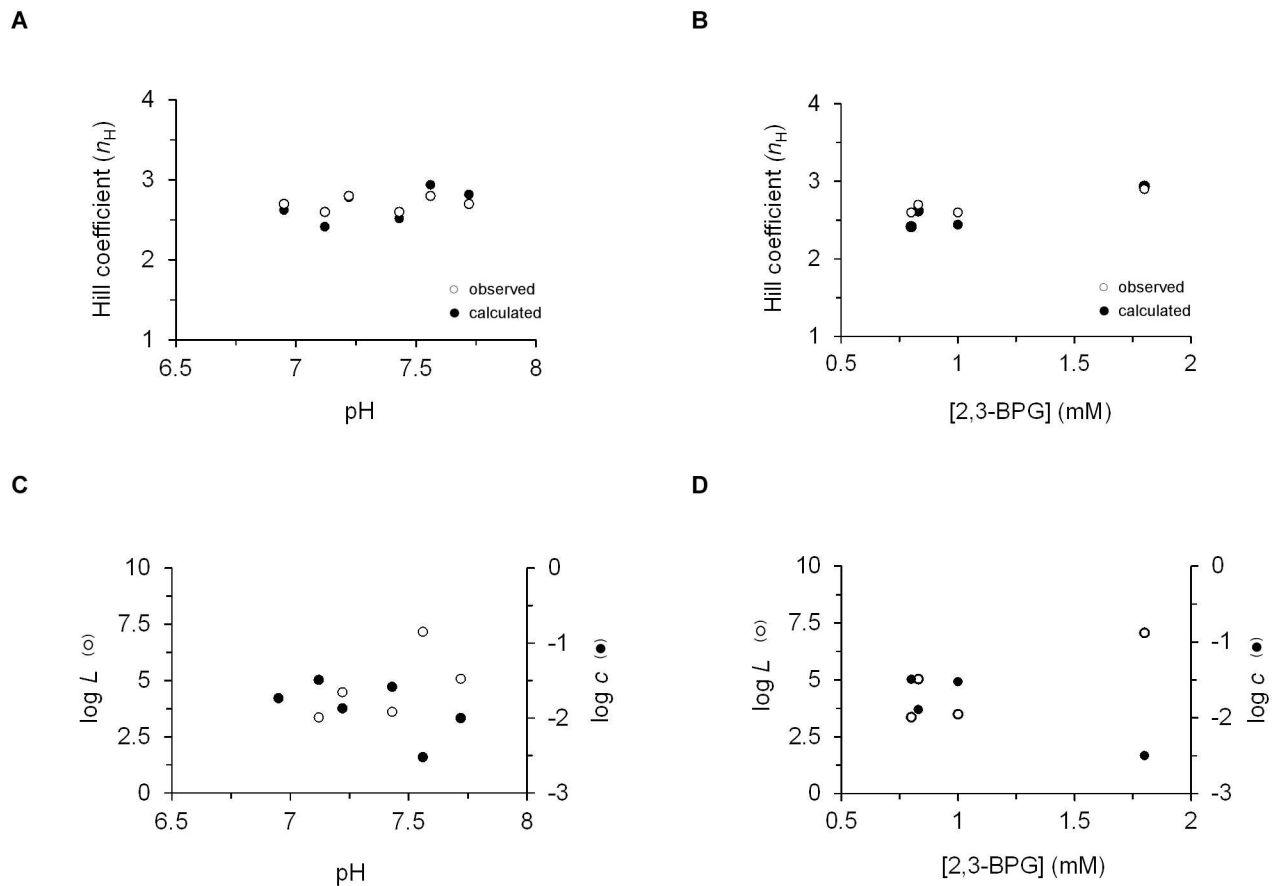 A
B
4
3
2
1
Hill coefficient (nH)
observed
calculated
6.5 7 7.5 8
pH
4
3
2
1
Hill coefficient (nH)
observed
calculated
0.5 1 1.5 2
[2,3-BPG] (mM)
C
D
10
7.5
5
2.5
0
log L (○)
0
-1
-2
-3
log c (●)
6.5 7 7.5 8
pH
10
7.5
5
2.5
0
log L (○)
0
-1
-2
-3
log c (●)
0.5 1 1.5 2
[2,3-BPG] (mM)